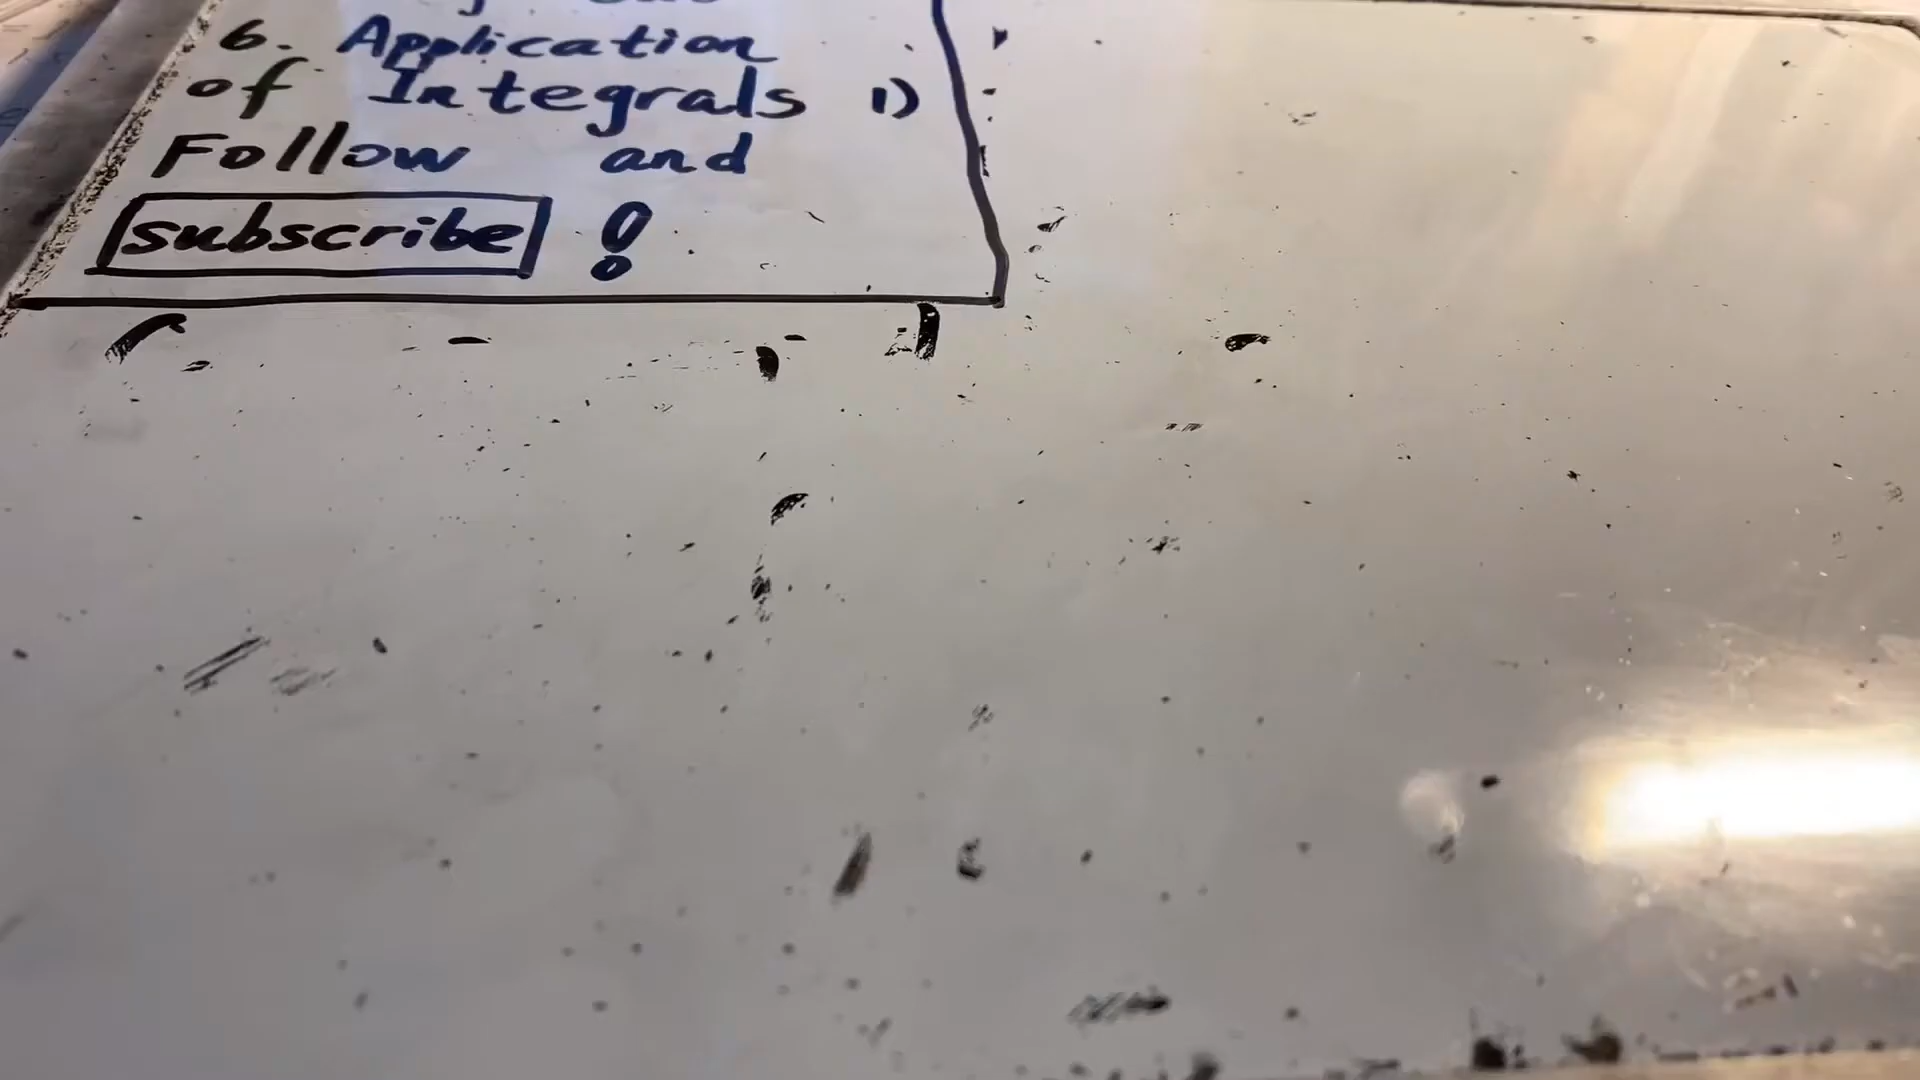 6. Application
of Integrals 1)
Follow and
subscribe!